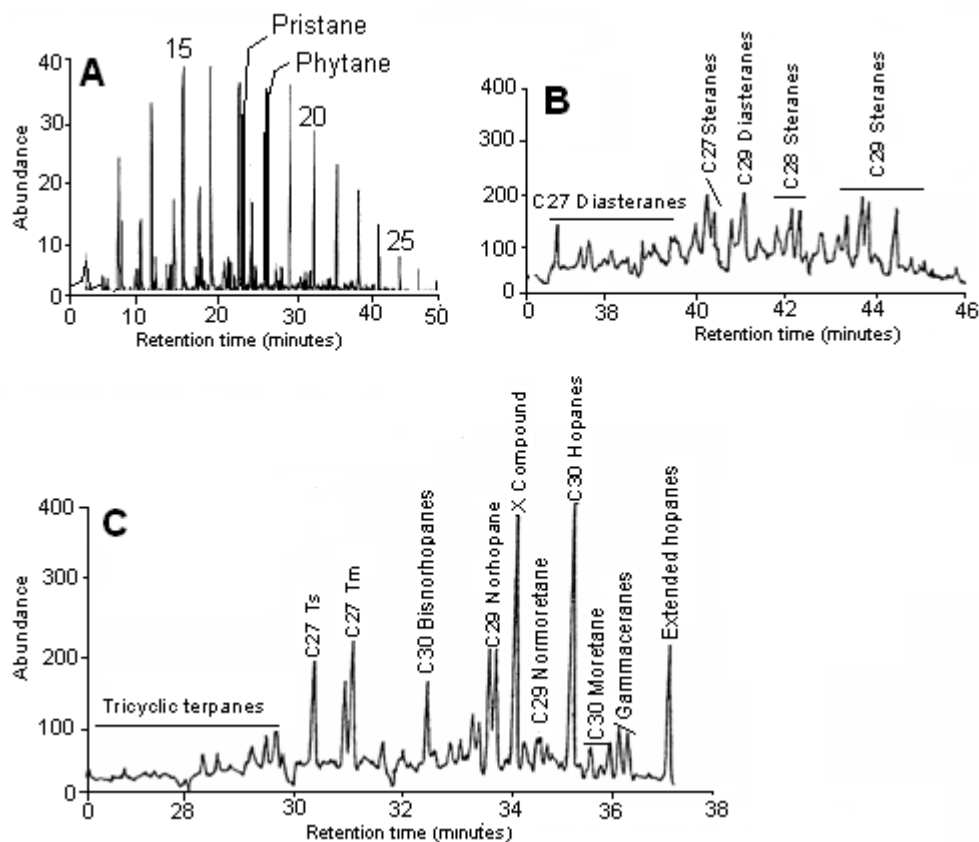 A
Pristane
Phytane
15
20
25
40
30
20
10
0
Abundance
0 10 20 30 40 50
Retention time (minutes)
B
C27 Diasteranes
C27 Steranes
C29 Diasteranes
C28 Steranes
C29 Steranes
400
300
200
100
0
Abundance
0 38 40 42 44 46
Retention time (minutes)
C
Tricyclic terpanes
C27 Ts
C27 Tm
C30 Bisnorhopanes
C29 Norhopane
X Compound
C29 Normoretane
C30 Hopanes
C30 Moretane
Gammaceranes
Extended hopanes
400
300
200
100
0
Abundance
0 28 30 32 34 36 38
Retention time (minutes)